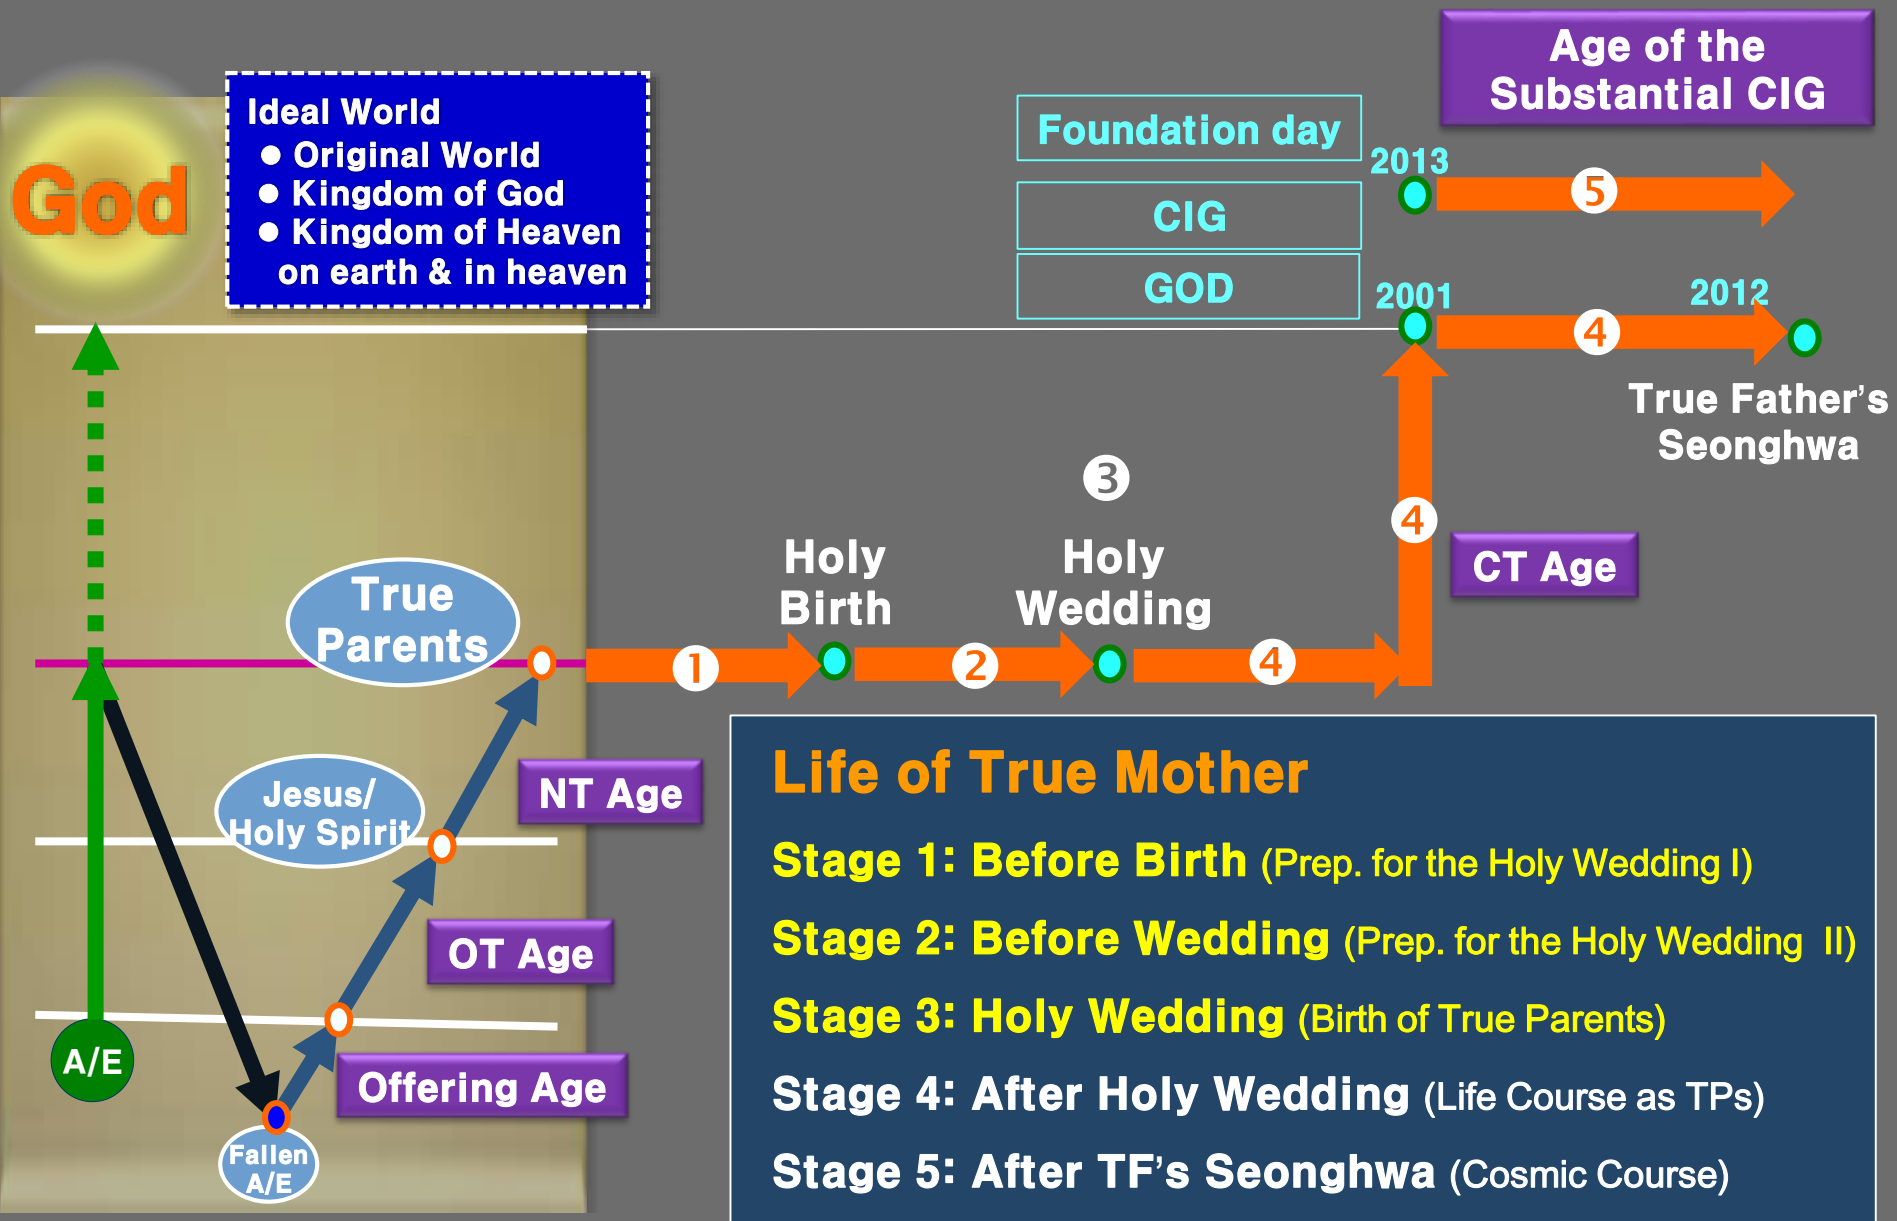 Age of the
Substantial CIG
Ideal World
● Original World
● Kingdom of God
● Kingdom of Heaven
on earth & in heaven
God
Foundation day
2013
5
CIG
GOD
2001
2012
4
True Father's
Seonghwa
3
4
CT Age
Holy
Birth
Holy
Wedding
True
Parents
1
2
4
Jesus/
Holy Spirit
NT Age
OT Age
A/E
Offering Age
Fallen
A/E
Life of True Mother
Stage 1: Before Birth (Prep. for the Holy Wedding I)
Stage 2: Before Wedding (Prep. for the Holy Wedding II)
Stage 3: Holy Wedding (Birth of True Parents)
Stage 4: After Holy Wedding (Life Course as TPs)
Stage 5: After TF's Seonghwa (Cosmic Course)